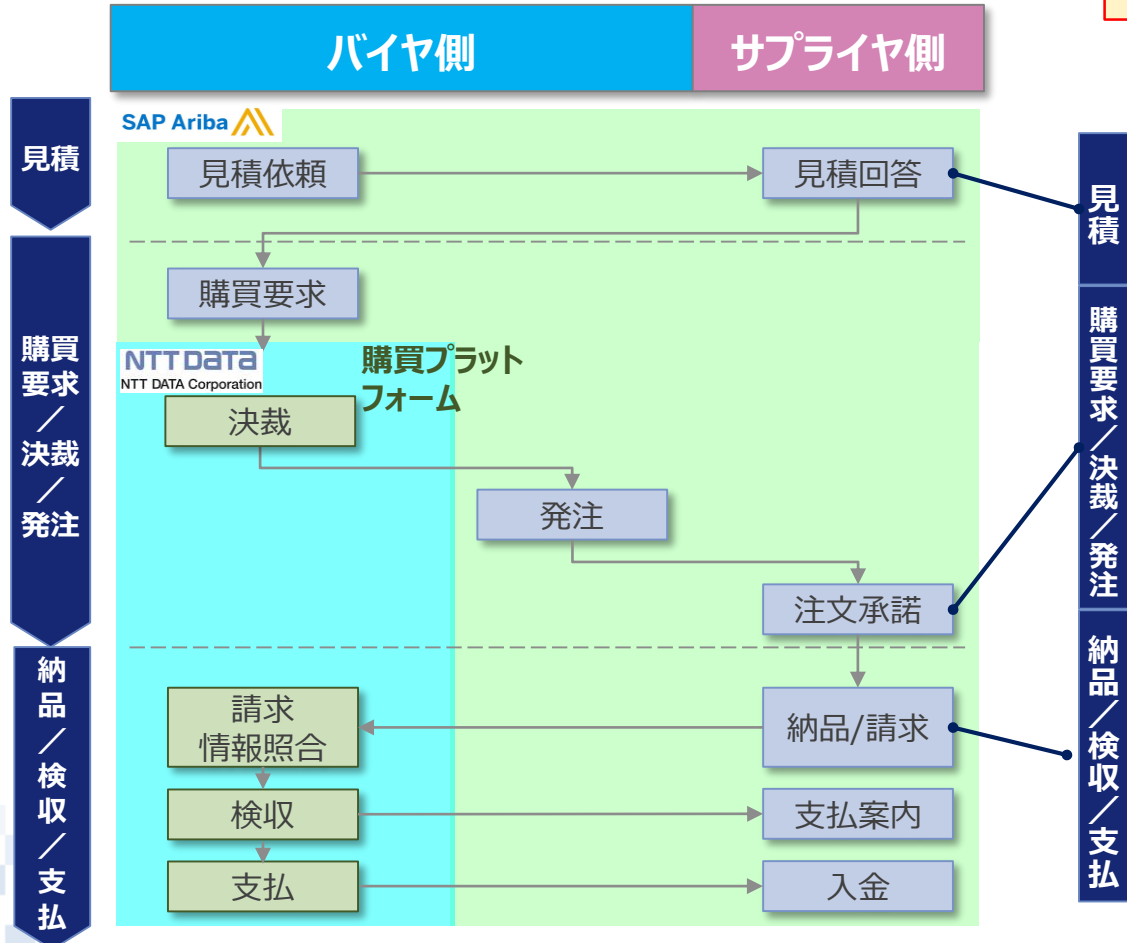 バイヤ側
サプライヤ側
SAP Ariba
見積
見積依頼
見積回答
購買要求
NTT DATA
NTT DATA Corporation
購買プラット
フォーム
決裁
発注
注文承諾
購買
要求
／
決裁
／
発注
請求
情報照合
納品/請求
検収
支払案内
支払
入金
納
品
／
検
収
／
支
払
見積
購買要求／決裁／発注
納品／検収／支払